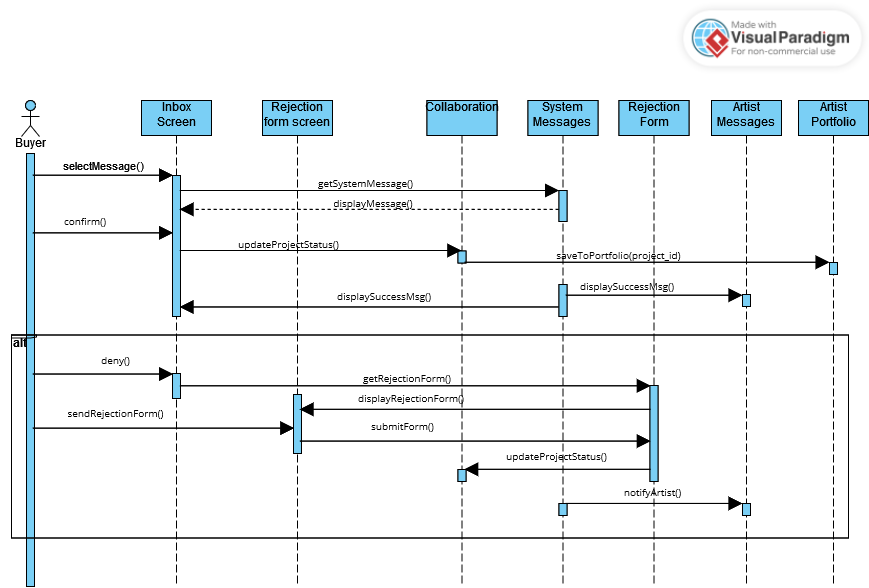 Made with
VisualParadigm
For non-commercial use
Buyer
Inbox
Screen
Rejection
form screen
Collaboration
System
Messages
Rejection
Form
Artist
Messages
Artist
Portfolio
selectMessage()
getSystemMessage()
displayMessage()
confirm()
updateProjectStatus()
saveToPortfolio(project_id)
displaySuccessMsg()
displaySuccessMsg()
alt
deny()
getRejectionForm()
displayRejectionForm()
sendRejectionForm()
submitForm()
updateProjectStatus()
notifyArtist()